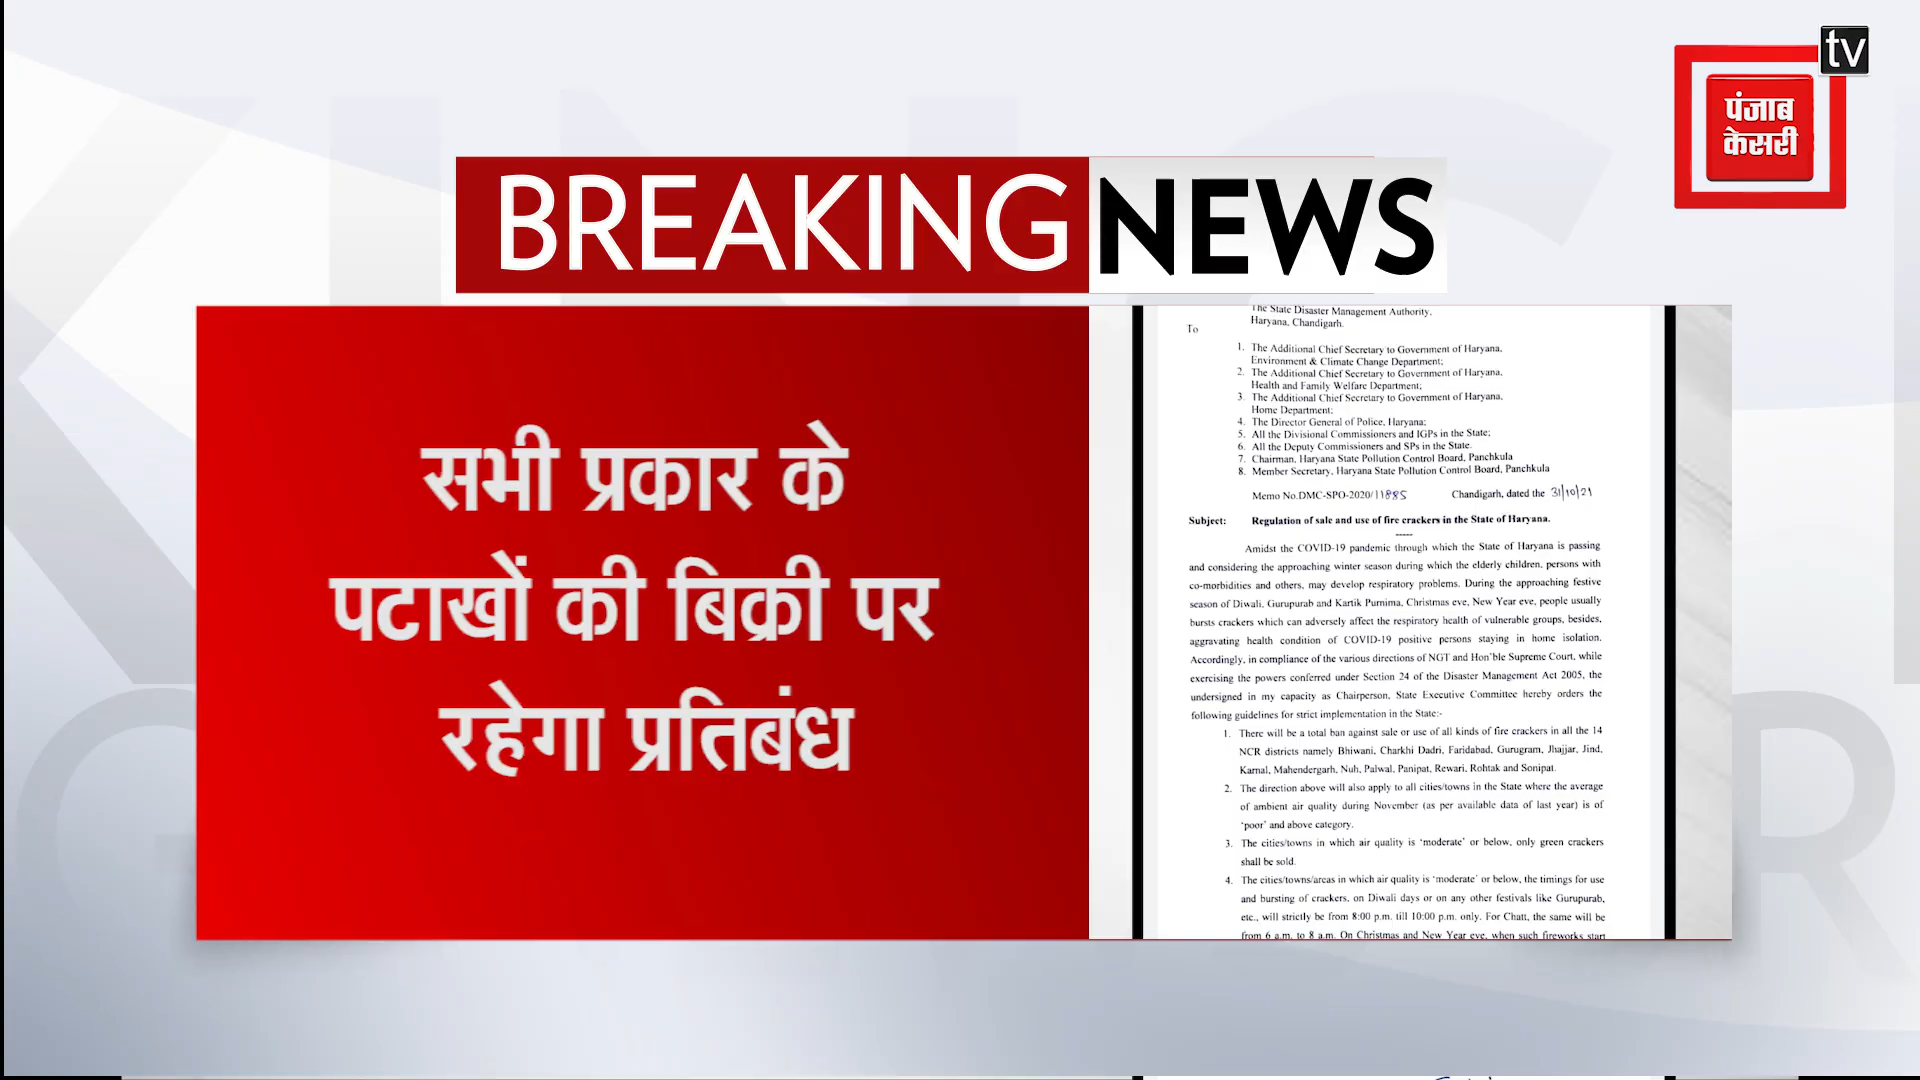 tv
पंजाब
केसरी
BREAKING NEWS
सभी प्रकार के
पटाखों की बिक्री पर
रहेगा प्रतिबंध
The State Disaster Management Authority,
Haryana, Chandigarh.
To
1. The Additional Chief Secretary to Government of Haryana,
Environment & Climate Change Department;
2. The Additional Chief Secretary to Government of Haryana,
Health and Family Welfare Department;
3. The Additional Chief Secretary to Government of Haryana,
Home Department;
4. The Director General of Police, Haryana;
5. All the Divisional Commissioners and IGPs in the State;
6. All the Deputy Commissioners and SPs in the State.
7. Chairman, Haryana State Pollution Control Board, Panchkula
8. Member Secretary, Haryana State Pollution Control Board, Panchkula
Memo No.DMC-SPO-2020/11885 Chandigarh, dated the 31/10/21
Subject: Regulation of sale and use of fire crackers in the State of Haryana.
-----
Amidst the COVID-19 pandemic through which the State of Haryana is passing
and considering the approaching winter season during which the elderly children, persons with
co-morbidities and others, may develop respiratory problems. During the approaching festive
season of Diwali, Gurupurab and Kartik Purnima, Christmas eve, New Year eve, people usually
bursts crackers which can adversely affect the respiratory health of vulnerable groups, besides,
aggravating health condition of COVID-19 positive persons staying in home isolation.
Accordingly, in compliance of the various directions of NGT and Hon'ble Supreme Court, while
exercising the powers conferred under Section 24 of the Disaster Management Act 2005, the
undersigned in my capacity as Chairperson, State Executive Committee hereby orders the
following guidelines for strict implementation in the State:-
1. There will be a total ban against sale or use of all kinds of fire crackers in all the 14
NCR districts namely Bhiwani, Charkhi Dadri, Faridabad, Gurugram, Jhajjar, Jind,
Karnal, Mahendergarh, Nuh, Palwal, Panipat, Rewari, Rohtak and Sonipat.
2. The direction above will also apply to all cities/towns in the State where the average
of ambient air quality during November (as per available data of last year) is of
'poor' and above category.
3. The cities/towns in which air quality is 'moderate' or below, only green crackers
shall be sold.
4. The cities/towns/areas in which air quality is 'moderate' or below, the timings for use
and bursting of crackers, on Diwali days or on any other festivals like Gurupurab,
etc., will strictly be from 8:00 p.m. till 10:00 p.m. only. For Chatt, the same will be
from 6 a.m. to 8 a.m. On Christmas and New Year eve, when such fireworks start